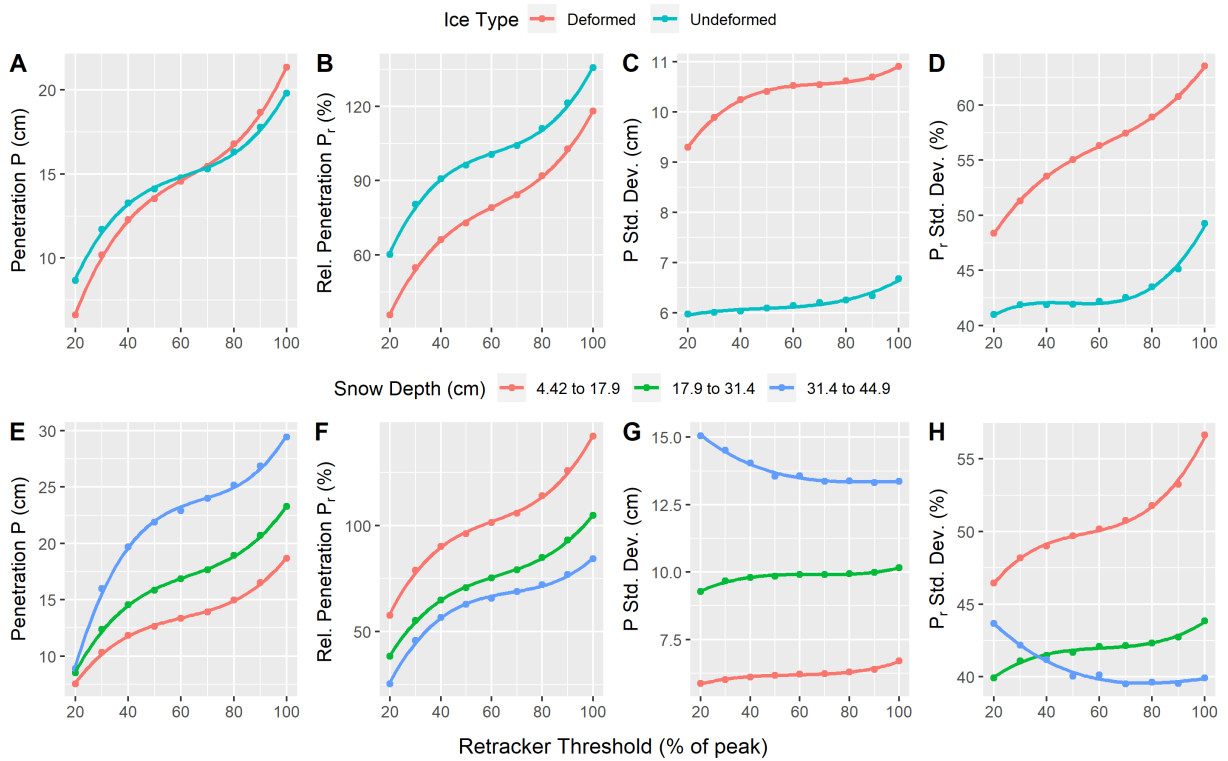 Ice Type Deformed Undeformed
A B C D
Penetration P (cm)
20
15
10
20 40 60 80 100
Rel. Penetration Pr (%)
120
90
60
20 40 60 80 100
P Std. Dev. (cm)
11
10
9
8
7
6
20 40 60 80 100
Pr Std. Dev. (%)
60
55
50
45
40
20 40 60 80 100
Snow Depth (cm) 4.42 to 17.9 17.9 to 31.4 31.4 to 44.9
E F G H
Penetration P (cm)
30
25
20
15
10
20 40 60 80 100
Rel. Penetration Pr (%)
100
50
20 40 60 80 100
P Std. Dev. (cm)
15.0
12.5
10.0
7.5
20 40 60 80 100
Pr Std. Dev. (%)
55
50
45
40
20 40 60 80 100
Retracker Threshold (% of peak)